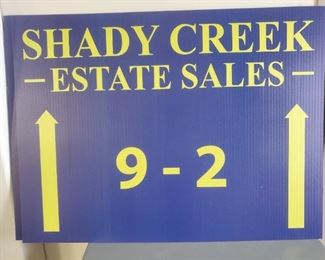 SHADY CREEK
– ESTATE SALES –
9 - 2